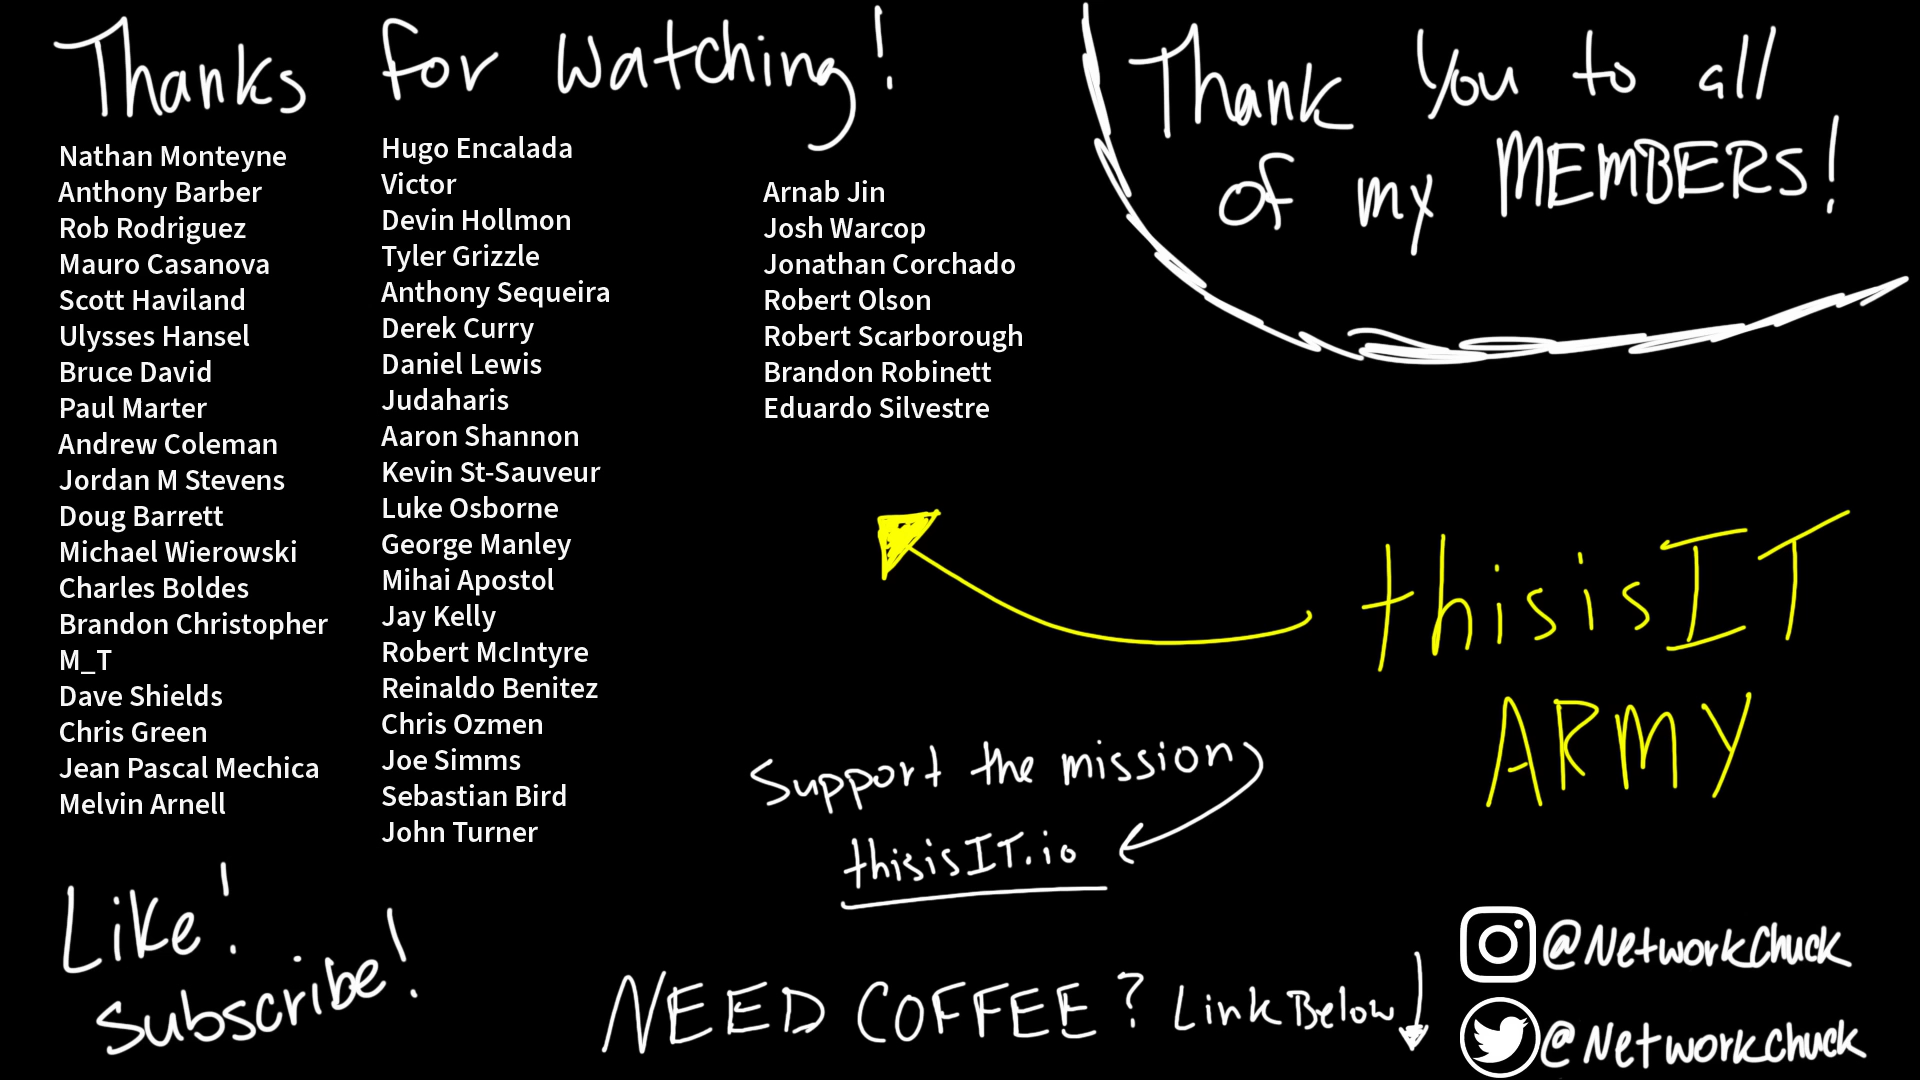 Thanks for watching!
Nathan Monteyne
Anthony Barber
Rob Rodriguez
Mauro Casanova
Scott Haviland
Ulysses Hansel
Bruce David
Paul Marter
Andrew Coleman
Jordan M Stevens
Doug Barrett
Michael Wierowski
Charles Boldes
Brandon Christopher
M_T
Dave Shields
Chris Green
Jean Pascal Mechica
Melvin Arnell
Hugo Encalada
Victor
Devin Hollmon
Tyler Grizzle
Anthony Sequeira
Derek Curry
Daniel Lewis
Judaharis
Aaron Shannon
Kevin St-Sauveur
Luke Osborne
George Manley
Mihai Apostol
Jay Kelly
Robert McIntyre
Reinaldo Benitez
Chris Ozmen
Joe Simms
Sebastian Bird
John Turner
Arnab Jin
Josh Warcop
Jonathan Corchado
Robert Olson
Robert Scarborough
Brandon Robinett
Eduardo Silvestre
Thank You to all
of my MEMBERS!
thisisIT
ARMY
Support the mission
thisisIT.io
Like!
Subscribe!
NEED COFFEE? Link Below
@NetworkChuck
@NetworkChuck